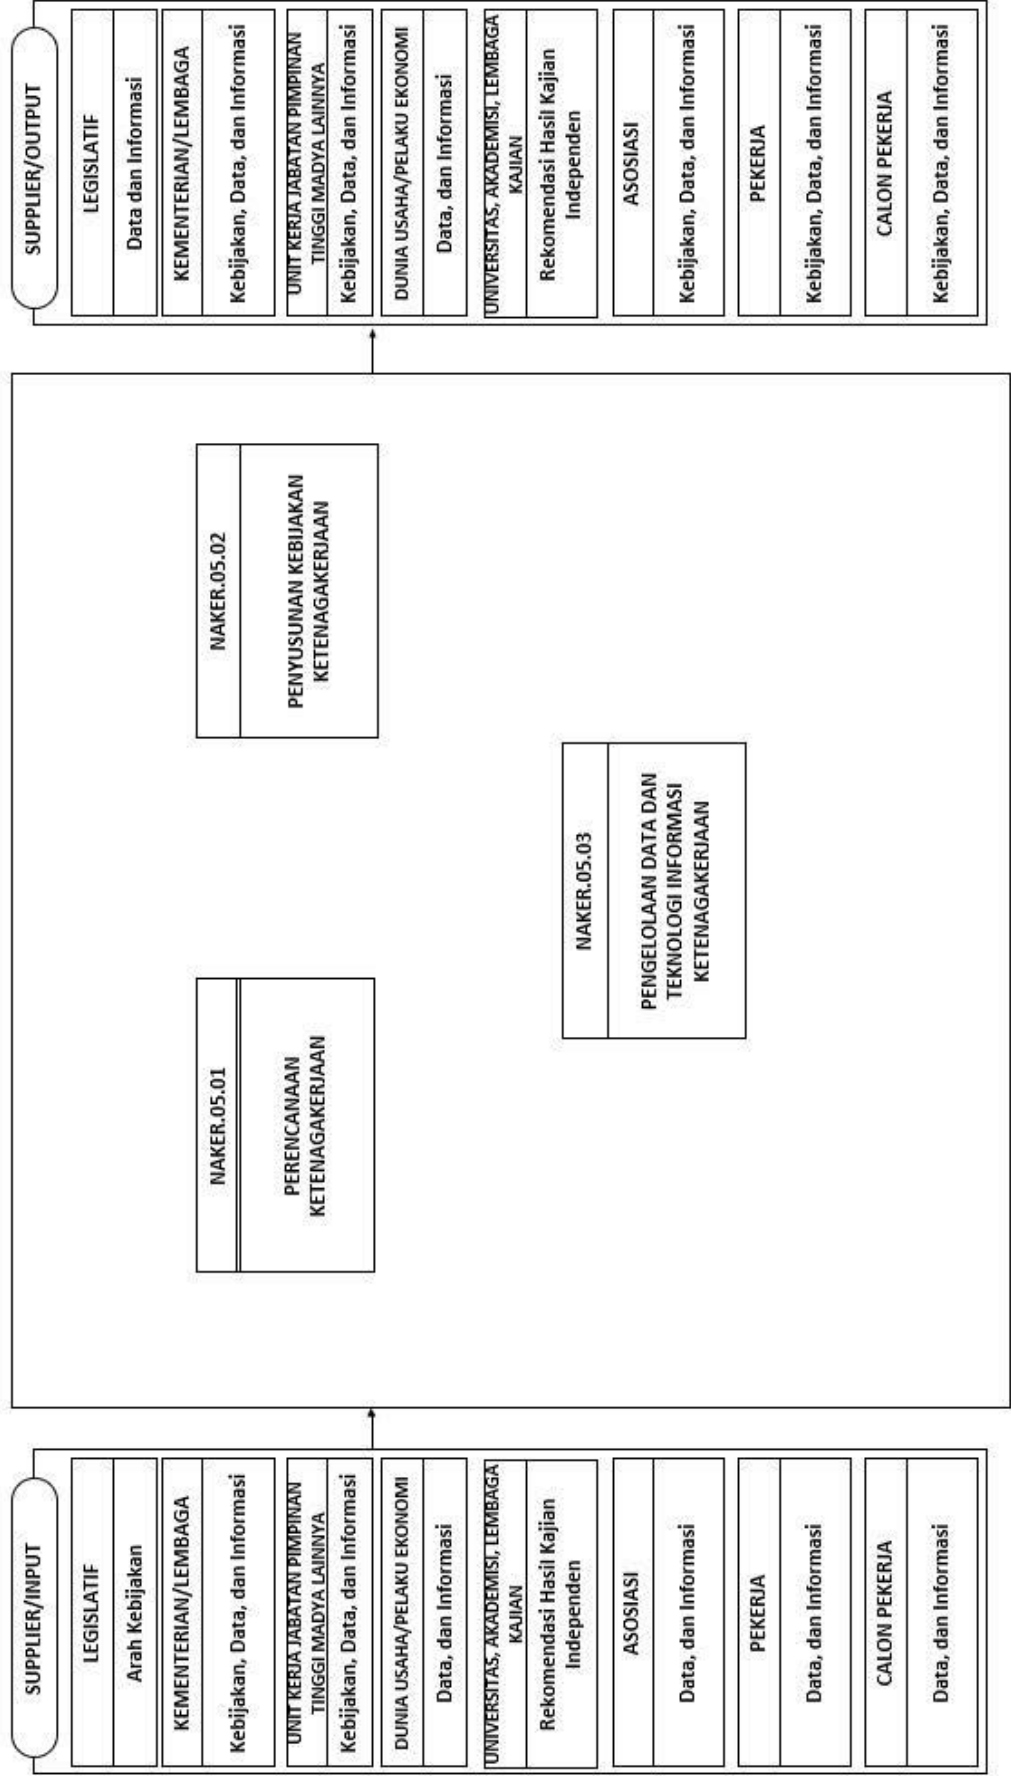 SUPPLIER/INPUT
LEGISLATIF
Arah Kebijakan
KEMENTERIAN/LEMBAGA
Kebijakan, Data, dan Informasi
UNIT KERJA JABATAN PIMPINAN
TINGGI MADYA LAINNYA
Kebijakan, Data, dan Informasi
DUNIA USAHA/PELAKU EKONOMI
Data, dan Informasi
UNIVERSITAS, AKADEMISI, LEMBAGA
KAJIAN
Rekomendasi Hasil Kajian
Independen
ASOSIASI
Data, dan Informasi
PEKERJA
Data, dan Informasi
CALON PEKERJA
Data, dan Informasi
NAKER.05.01
PERENCANAAN
KETENAGAKERJAAN
NAKER.05.02
PENYUSUNAN KEBIJAKAN
KETENAGAKERJAAN
NAKER.05.03
PENGELOLAAN DATA DAN
TEKNOLOGI INFORMASI
KETENAGAKERJAAN
SUPPLIER/OUTPUT
LEGISLATIF
Data dan Informasi
KEMENTERIAN/LEMBAGA
Kebijakan, Data, dan Informasi
UNIT KERJA JABATAN PIMPINAN
TINGGI MADYA LAINNYA
Kebijakan, Data, dan Informasi
DUNIA USAHA/PELAKU EKONOMI
Data, dan Informasi
UNIVERSITAS, AKADEMISI, LEMBAGA
KAJIAN
Rekomendasi Hasil Kajian
Independen
ASOSIASI
Kebijakan, Data, dan Informasi
PEKERJA
Kebijakan, Data, dan Informasi
CALON PEKERJA
Kebijakan, Data, dan Informasi